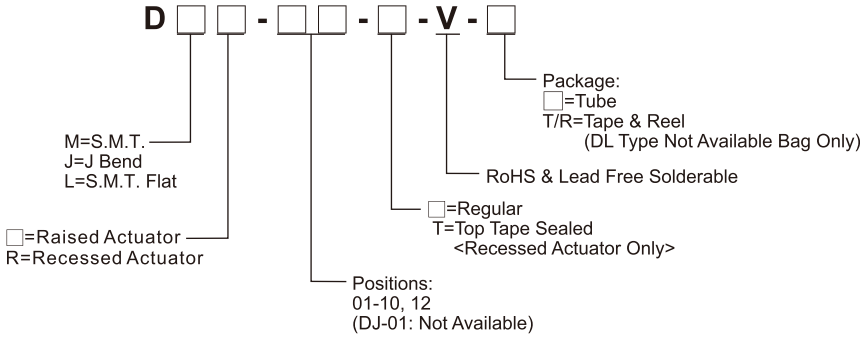 D□□-□□-□-V-□
Package:
□=Tube
T/R=Tape & Reel
(DL Type Not Available Bag Only)
RoHS & Lead Free Solderable
□=Regular
T=Top Tape Sealed
<Recessed Actuator Only>
Positions:
01-10, 12
(DJ-01: Not Available)
M=S.M.T.
J=J Bend
L=S.M.T. Flat
□=Raised Actuator
R=Recessed Actuator